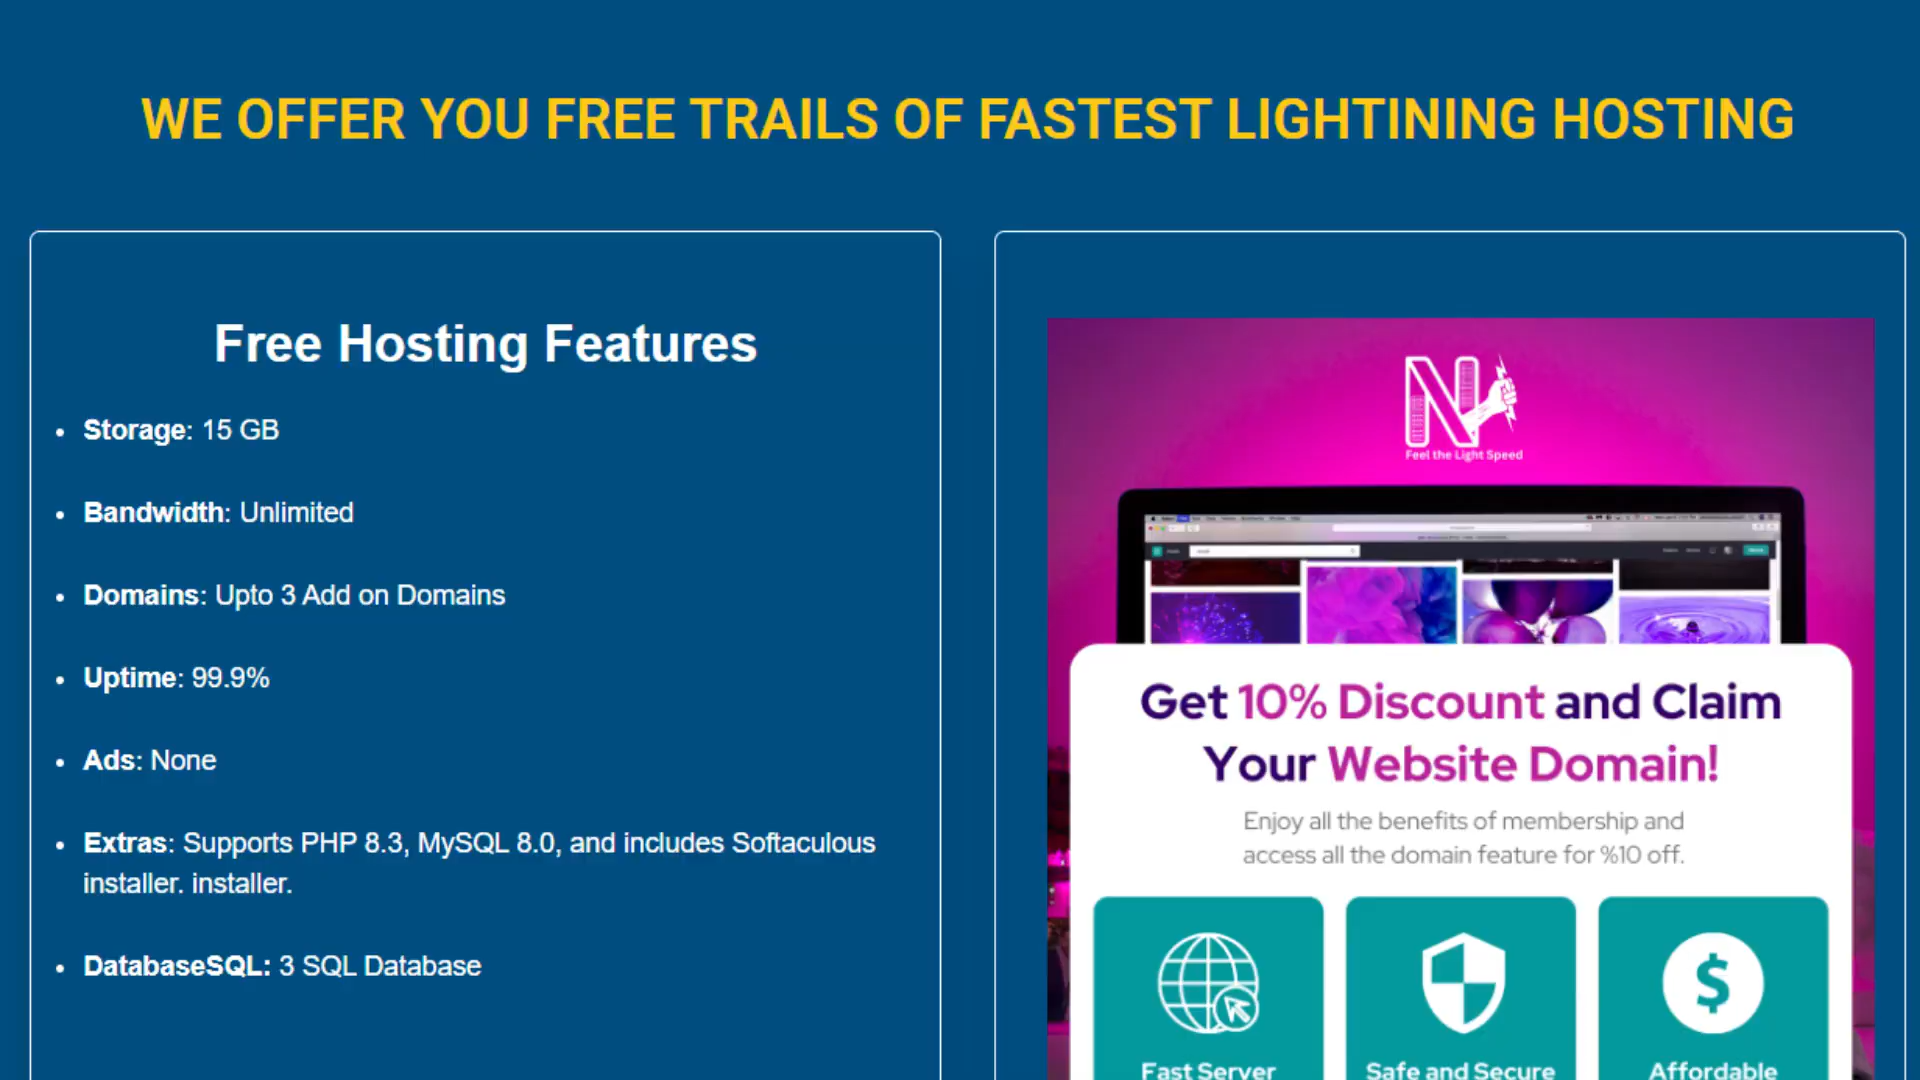 WE OFFER YOU FREE TRAILS OF FASTEST LIGHTINING HOSTING
Free Hosting Features
• Storage: 15 GB
• Bandwidth: Unlimited
• Domains: Upto 3 Add on Domains
• Uptime: 99.9%
• Ads: None
• Extras: Supports PHP 8.3, MySQL 8.0, and includes Softaculous
installer. installer.
• DatabaseSQL: 3 SQL Database
N
Feel the Light Speed
Get 10% Discount and Claim
Your Website Domain!
Enjoy all the benefits of membership and
access all the domain feature for %10 off.
Fast Server
Safe and Secure
Affordable